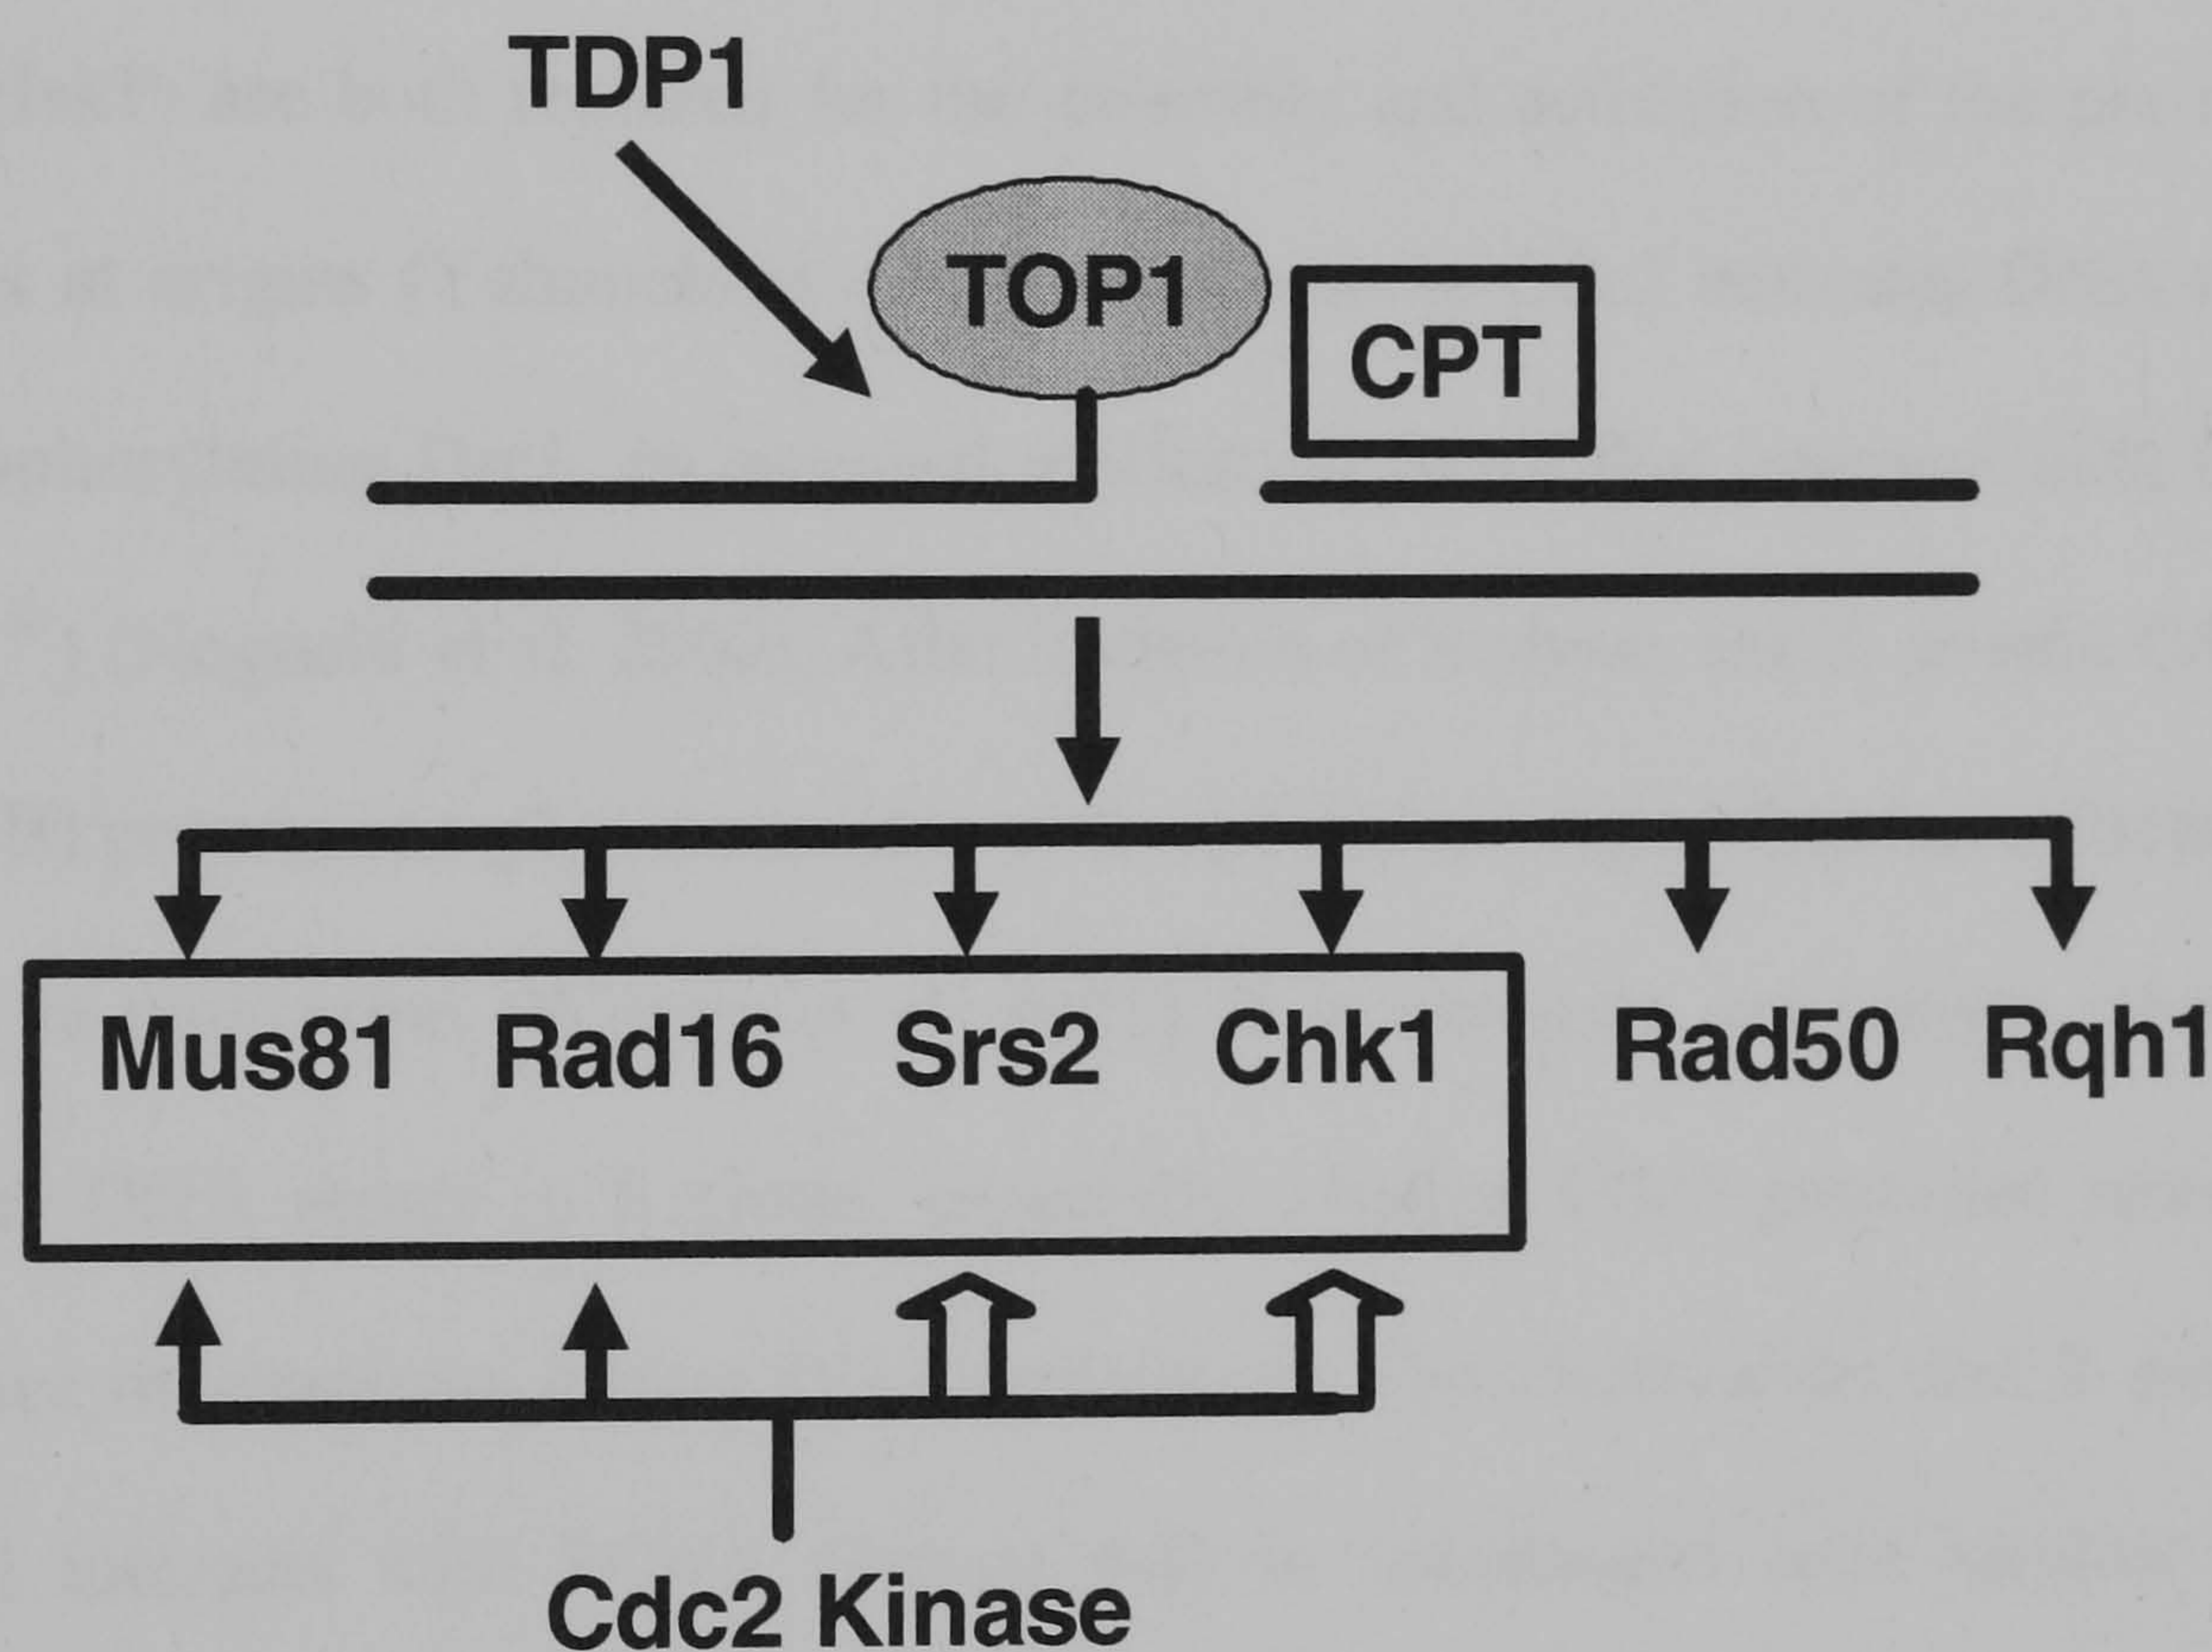 TDP1
TOP1
CPT
Mus81 Rad16 Srs2 Chk1 Rad50 Rqh1
Cdc2 Kinase